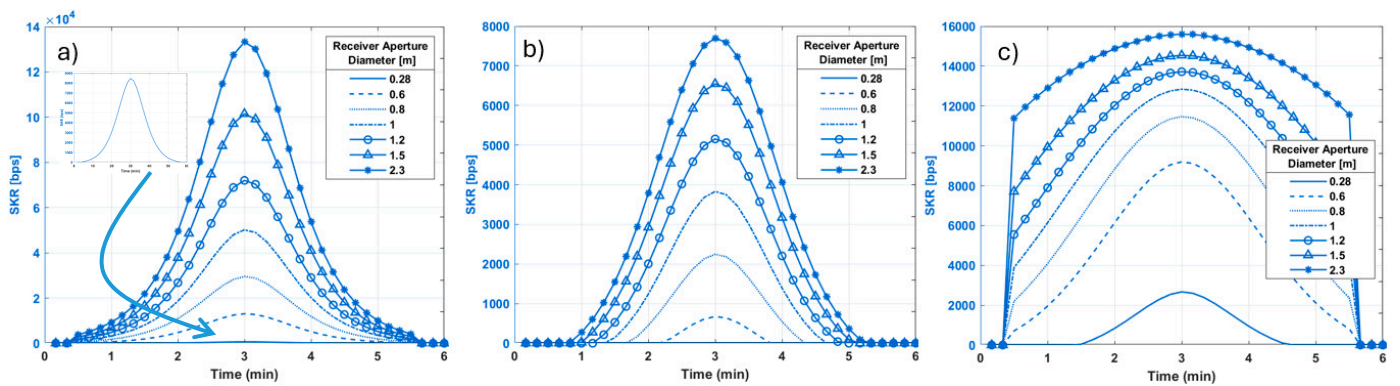 a)
×10⁴
14
12
10
8
6
4
2
0
SKR [bps]
0 1 2 3 4 5 6
Time (min)
Receiver Aperture
Diameter [m]
0.28
0.6
0.8
1
1.2
1.5
2.3
Time (min)
b)
8000
7000
6000
5000
4000
3000
2000
1000
0
SKR [bps]
0 1 2 3 4 5 6
Time (min)
Receiver Aperture
Diameter [m]
0.28
0.6
0.8
1
1.2
1.5
2.3
c)
16000
14000
12000
10000
8000
6000
4000
2000
0
SKR [bps]
1 2 3 4 5 6
Time (min)
Receiver Aperture
Diameter [m]
0.28
0.6
0.8
1
1.2
1.5
2.3